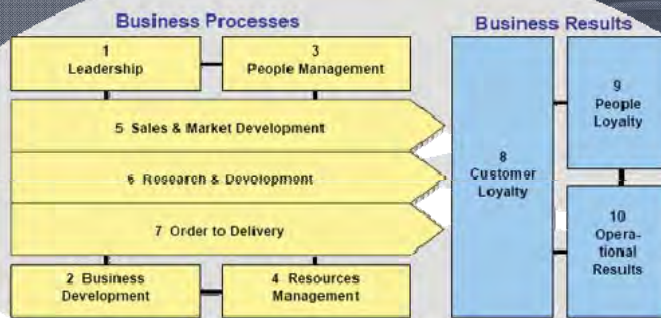 Business Processes
Business Results
1
Leadership
3
People Management
5 Sales & Market Development
6 Research & Development
7 Order to Delivery
2 Business
Development
4 Resources
Management
8
Customer
Loyalty
9
People
Loyalty
10
Opera-
tional
Results